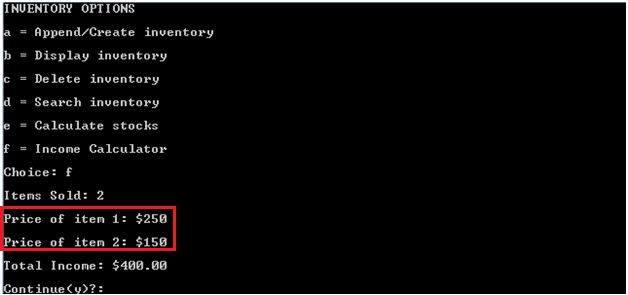 INVENTORY OPTIONS
a = Append/Create inventory
b = Display inventory
c = Delete inventory
d = Search inventory
e = Calculate stocks
f = Income Calculator
Choice: f
Items Sold: 2
Price of item 1: $250
Price of item 2: $150
Total Income: $400.00
Continue(y)?: